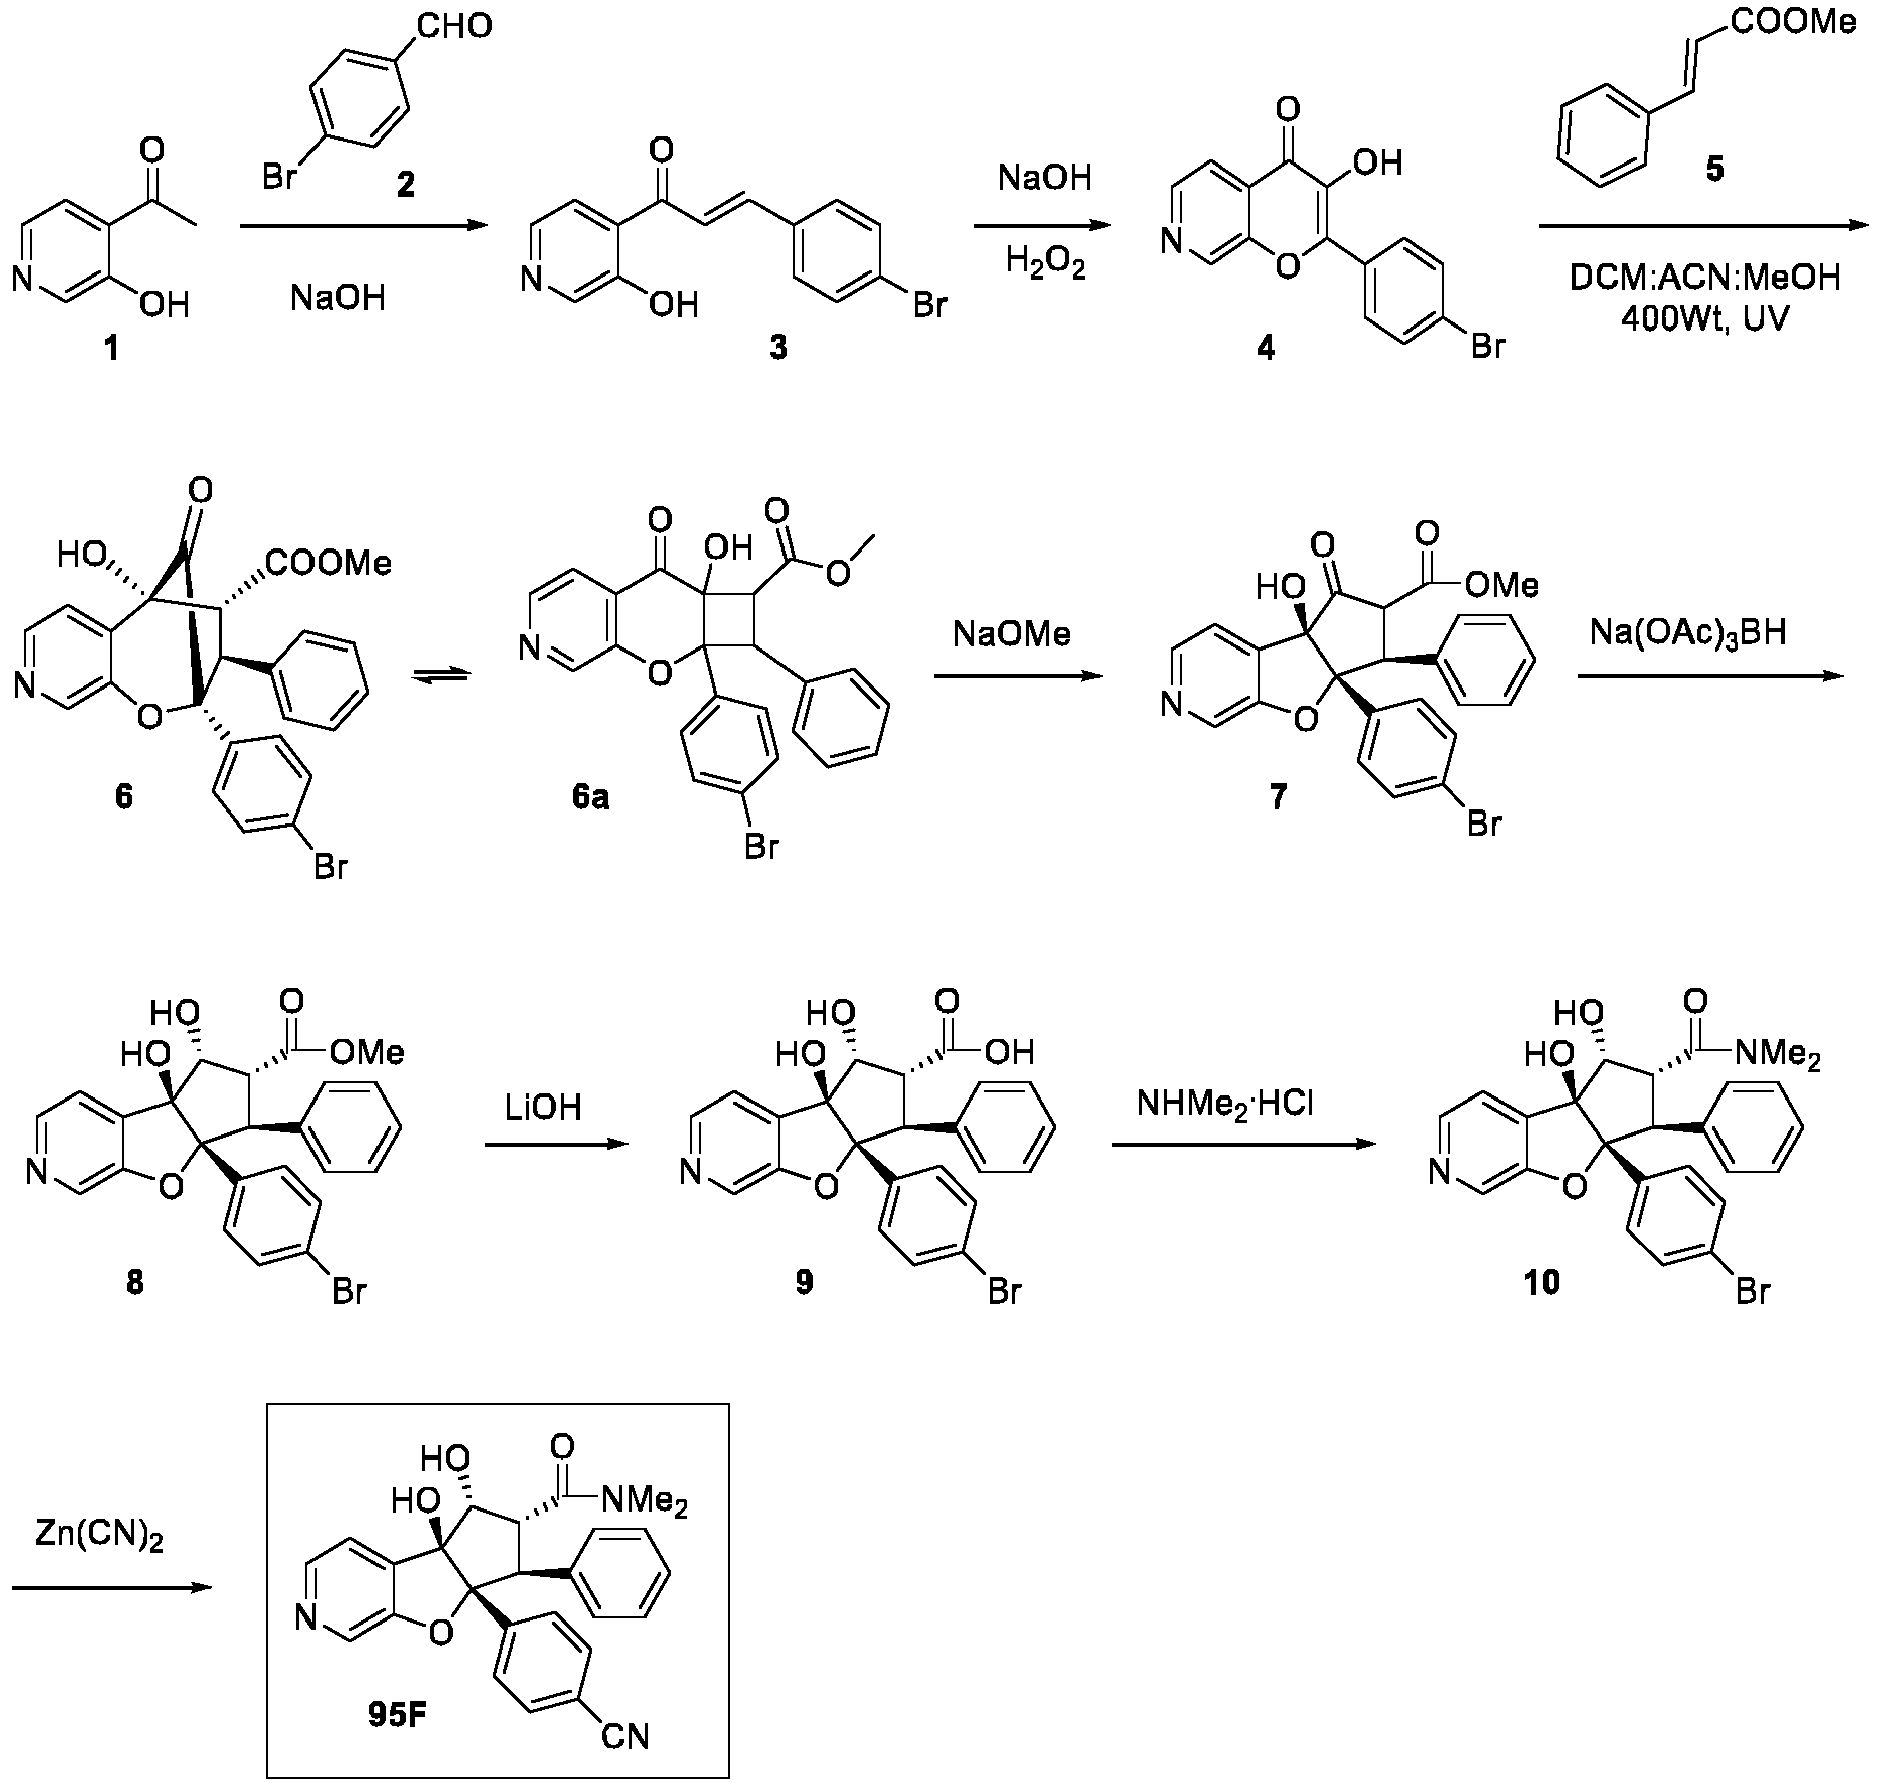 CHO
Br
2
O
N
OH
1
NaOH
O
N
OH
Br
3
NaOH
H2O2
O
OH
N
O
Br
4
COOMe
5
DCM:ACN:MeOH
400Wt, UV
O
HO
COOMe
N
O
Br
6
O
OH
O
O
N
O
Br
6a
NaOMe
O
O
HO
OMe
N
O
Br
7
Na(OAc)3BH
HO
O
HO
OMe
N
O
Br
8
LiOH
HO
O
HO
OH
N
O
Br
9
NHMe2·HCl
HO
O
HO
NMe2
N
O
Br
10
Zn(CN)2
HO
O
HO
NMe2
N
O
CN
95F